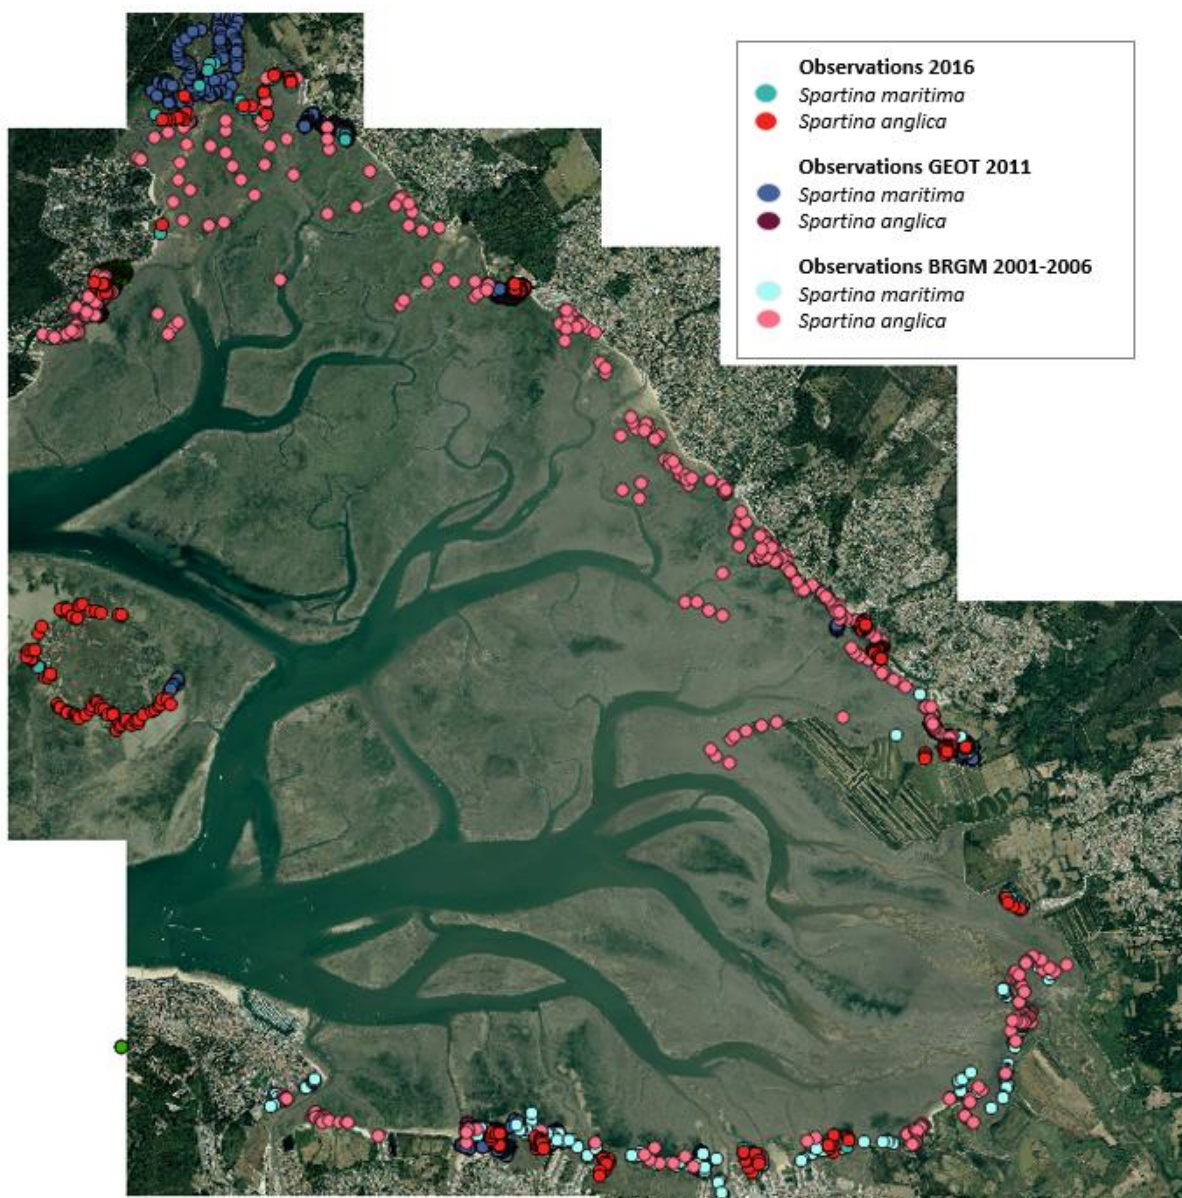 Observations 2016
Spartina maritima
Spartina anglica
Observations GEOT 2011
Spartina maritima
Spartina anglica
Observations BRGM 2001-2006
Spartina maritima
Spartina anglica